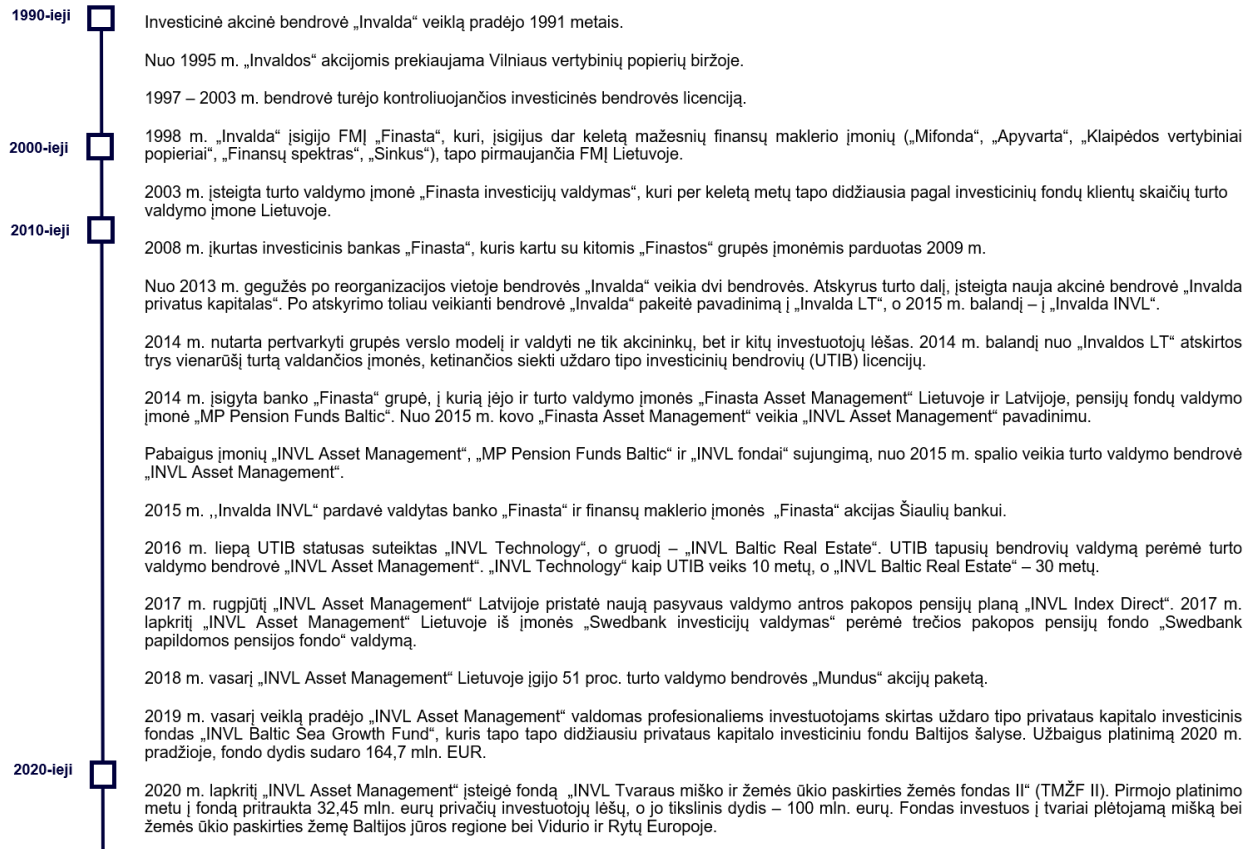 1990-ieji
Investicinė akcinė bendrovė „Invalda“ veiklą pradėjo 1991 metais.
Nuo 1995 m. „Invaldos“ akcijomis prekiaujama Vilniaus vertybinių popierių biržoje.
1997 – 2003 m. bendrovė turėjo kontroliuojančios investicinės bendrovės licenciją.
2000-ieji
1998 m. „Invalda“ įsigijo FMĮ „Finasta“, kuri, įsigijus dar keletą mažesnių finansų maklerio įmonių („Mifonda“, „Apyvarta“, „Klaipėdos vertybiniai
popieriai“, „Finansų spektras“, „Sinkus“), tapo pirmaujančia FMĮ Lietuvoje.
2003 m. įsteigta turto valdymo įmonė „Finasta investicijų valdymas“, kuri per keletą metų tapo didžiausia pagal investicinių fondų klientų skaičių turto
valdymo įmone Lietuvoje.
2010-ieji
2008 m. įkurtas investicinis bankas „Finasta“, kuris kartu su kitomis „Finastos“ grupės įmonėmis parduotas 2009 m.
Nuo 2013 m. gegužės po reorganizacijos vietoje bendrovės „Invalda“ veikia dvi bendrovės. Atskyrus turto dalį, įsteigta nauja akcinė bendrovė „Invalda
privatus kapitalas“. Po atskyrimo toliau veikianti bendrovė „Invalda“ pakeitė pavadinimą į „Invalda LT“, o 2015 m. balandį – į „Invalda INVL“.
2014 m. nutarta pertvarkyti grupės verslo modelį ir valdyti ne tik akcininkų, bet ir kitų investuotojų lėšas. 2014 m. balandį nuo „Invaldos LT“ atskirtos
trys vienarūšį turtą valdančios įmonės, ketinančios siekti uždaro tipo investicinių bendrovių (UTIB) licencijų.
2014 m. įsigyta banko „Finasta“ grupė, į kurią įėjo ir turto valdymo įmonės „Finasta Asset Management“ Lietuvoje ir Latvijoje, pensijų fondų valdymo
įmonė „MP Pension Funds Baltic“. Nuo 2015 m. kovo „Finasta Asset Management“ veikia „INVL Asset Management“ pavadinimu.
Pabaigus įmonių „INVL Asset Management“, „MP Pension Funds Baltic“ ir „INVL fondai“ sujungimą, nuo 2015 m. spalio veikia turto valdymo bendrovė
„INVL Asset Management“.
2015 m. ,,Invalda INVL“ pardavė valdytas banko „Finasta“ ir finansų maklerio įmonės „Finasta“ akcijas Šiaulių bankui.
2016 m. liepą UTIB statusas suteiktas „INVL Technology“, o gruodį – „INVL Baltic Real Estate“. UTIB tapusių bendrovių valdymą perėmė turto
valdymo bendrovė „INVL Asset Management“. „INVL Technology“ kaip UTIB veiks 10 metų, o „INVL Baltic Real Estate“ – 30 metų.
2017 m. rugpjūtį „INVL Asset Management“ Latvijoje pristatė naują pasyvaus valdymo antros pakopos pensijų planą „INVL Index Direct“. 2017 m.
lapkritį „INVL Asset Management“ Lietuvoje iš įmonės „Swedbank investicijų valdymas“ perėmė trečios pakopos pensijų fondo „Swedbank
papildomos pensijos fondo“ valdymą.
2018 m. vasarį „INVL Asset Management“ Lietuvoje įgijo 51 proc. turto valdymo bendrovės „Mundus“ akcijų paketą.
2019 m. vasarį veiklą pradėjo „INVL Asset Management“ valdomas profesionaliems investuotojams skirtas uždaro tipo privataus kapitalo investicinis
fondas „INVL Baltic Sea Growth Fund“, kuris tapo tapo didžiausiu privataus kapitalo investiciniu fondu Baltijos šalyse. Užbaigus platinimą 2020 m.
pradžioje, fondo dydis sudaro 164,7 mln. EUR.
2020-ieji
2020 m. lapkritį „INVL Asset Management“ įsteigė fondą „INVL Tvaraus miško ir žemės ūkio paskirties žemės fondas II“ (TMŽF II). Pirmojo platinimo
metu į fondą pritraukta 32,45 mln. eurų privačių investuotojų lėšų, o jo tikslinis dydis – 100 mln. eurų. Fondas investuos į tvariai plėtojamą mišką bei
žemės ūkio paskirties žemę Baltijos jūros regione bei Vidurio ir Rytų Europoje.